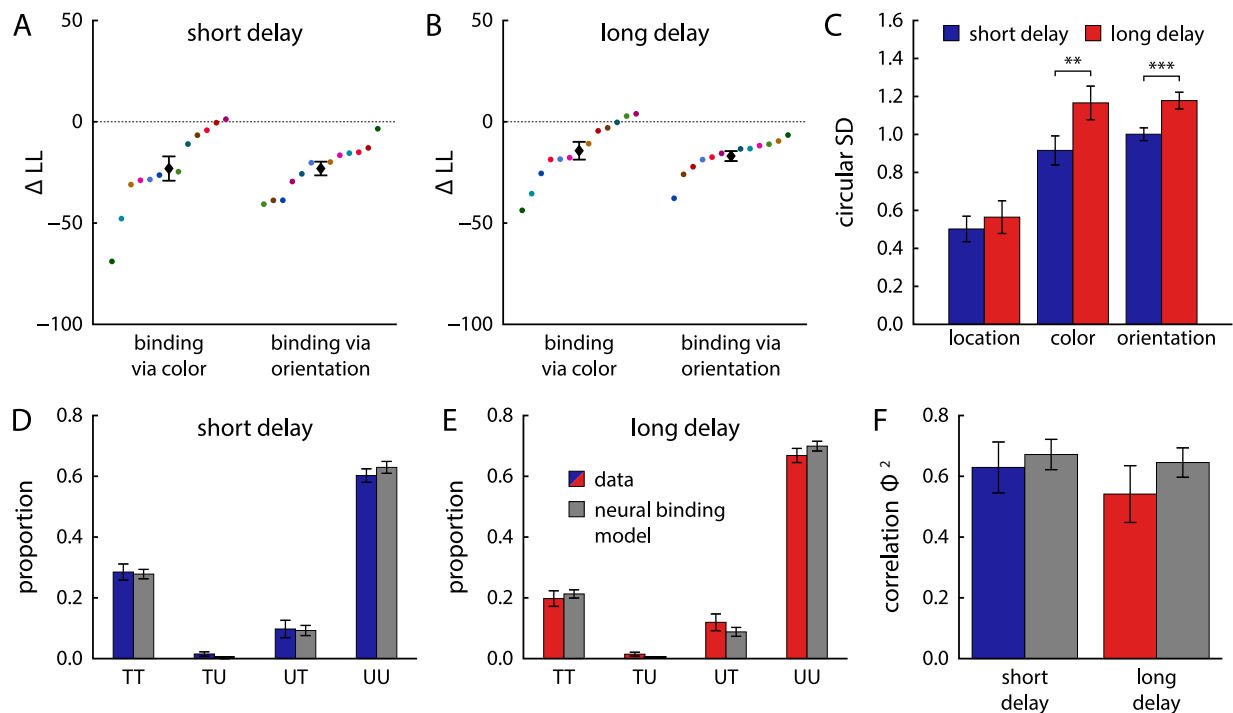 A
short delay
50
0
−50
−100
Δ LL
binding
via color
binding via
orientation
B
long delay
50
0
−50
−100
Δ LL
binding
via color
binding via
orientation
C
short delay
long delay
**
***
1.6
1.4
1.2
1.0
0.8
0.6
0.4
0.2
0.0
circular SD
location
color
orientation
D
short delay
0.8
0.6
0.4
0.2
0.0
proportion
TT
TU
UT
UU
E
long delay
data
neural binding
model
0.8
0.6
0.4
0.2
0.0
proportion
TT
TU
UT
UU
F
0.8
0.6
0.4
0.2
0.0
correlation Φ²
short
delay
long
delay